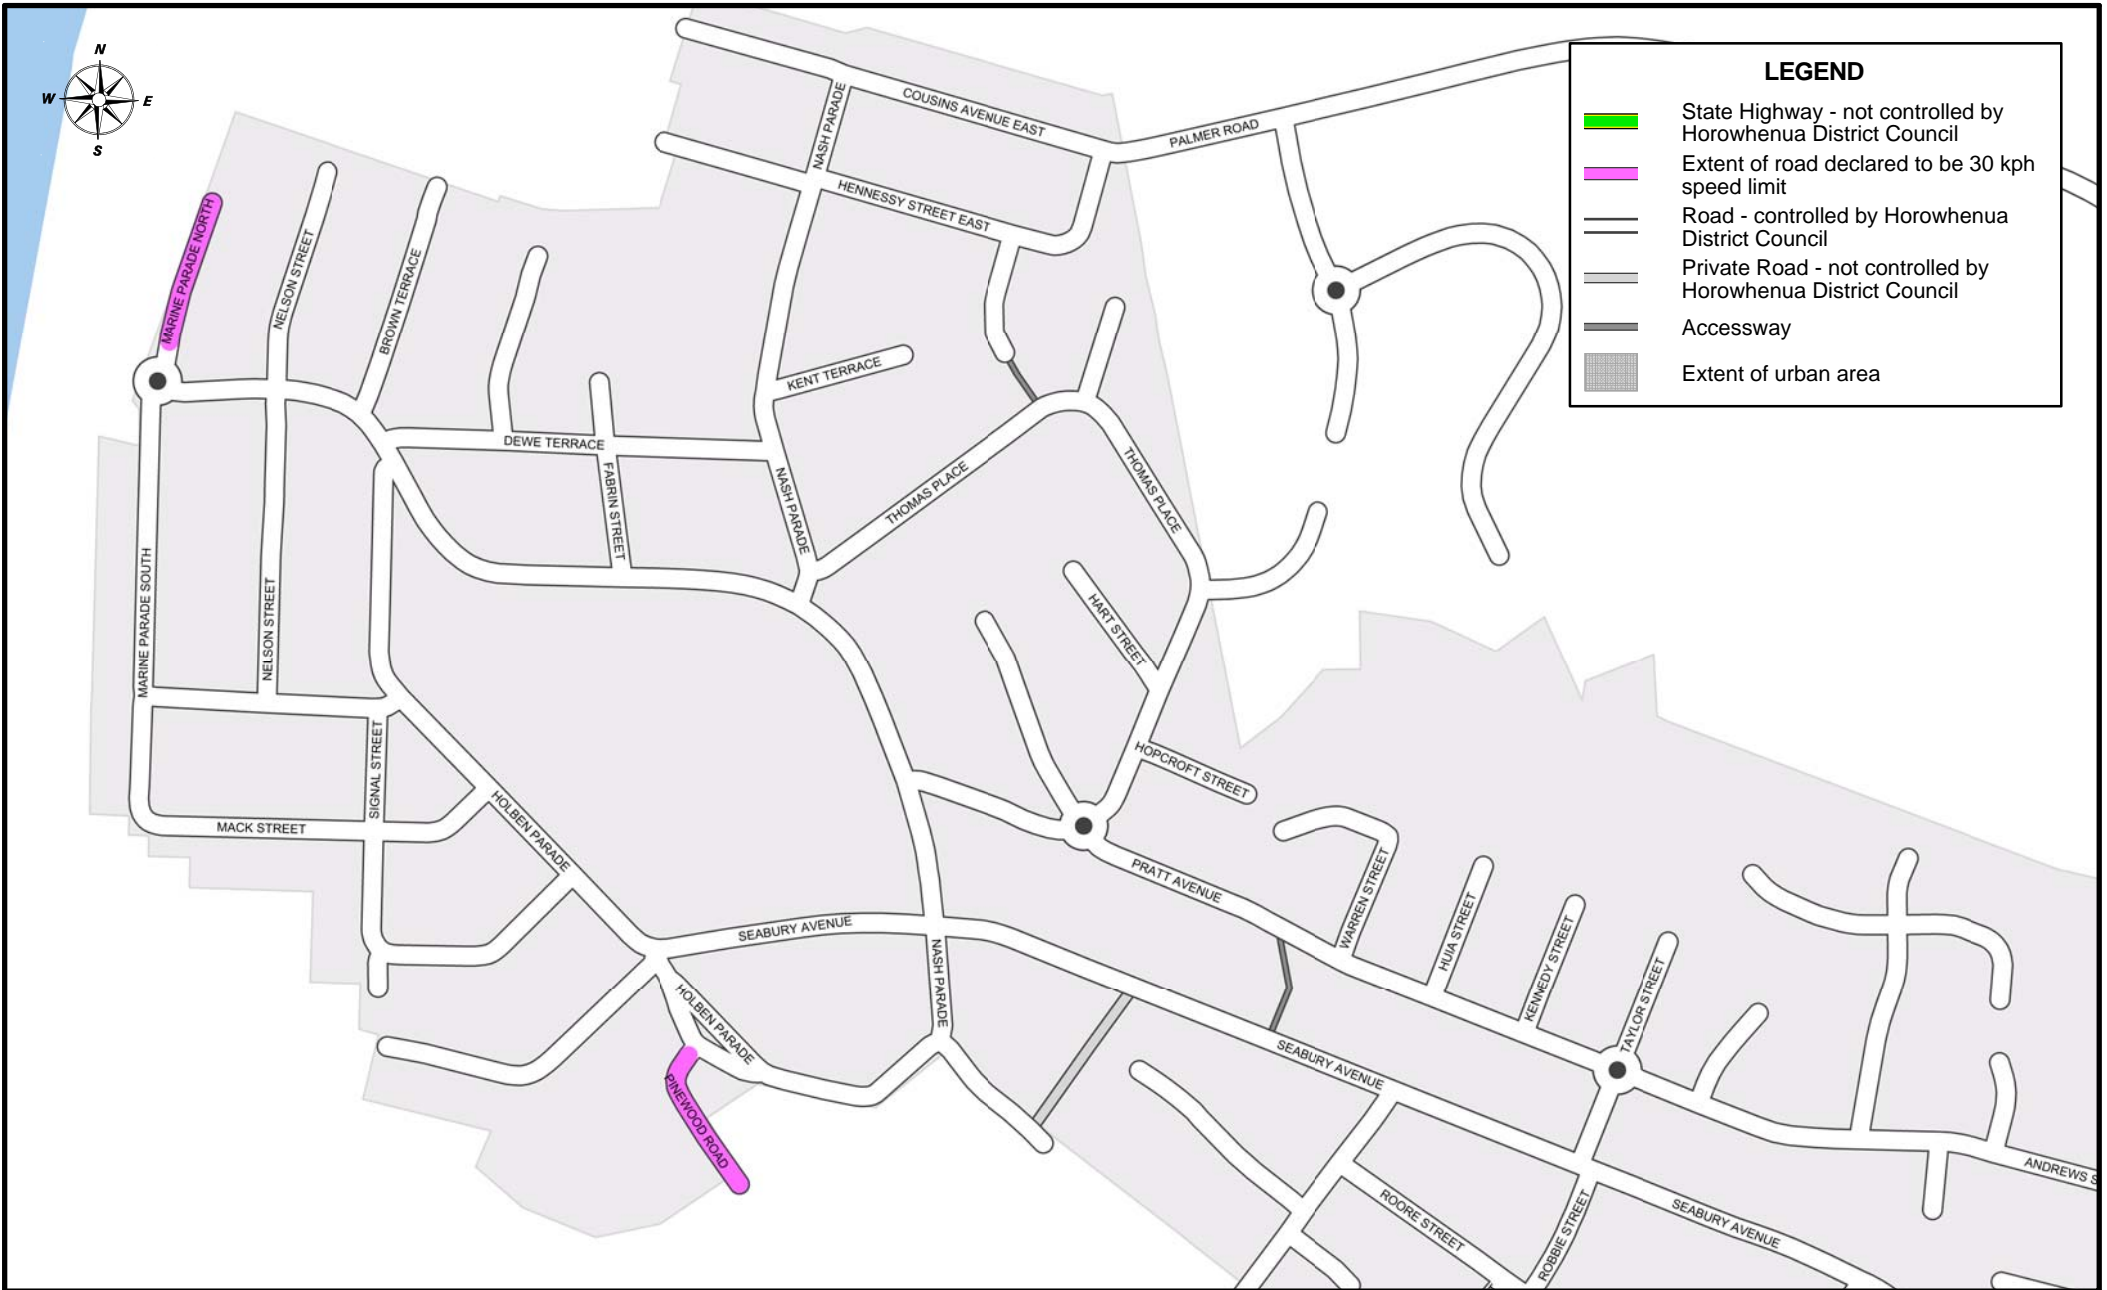 N
W
E
S
LEGEND
State Highway - not controlled by
Horowhenua District Council
Extent of road declared to be 30 kph
speed limit
Road - controlled by Horowhenua
District Council
Private Road - not controlled by
Horowhenua District Council
Accessway
Extent of urban area
COUSINS AVENUE EAST
NASH PARADE
PALMER ROAD
HENNESSY STREET EAST
MARINE PARADE NORTH
NELSON STREET
BROWN TERRACE
KENT TERRACE
DEWE TERRACE
FABRIN STREET
NASH PARADE
THOMAS PLACE
THOMAS PLACE
MARINE PARADE SOUTH
NELSON STREET
HART STREET
SIGNAL STREET
HOPCROFT STREET
MACK STREET
HOLBEN PARADE
PRATT AVENUE
WARREN STREET
HUIA STREET
KENNEDY STREET
TAYLOR STREET
SEABURY AVENUE
NASH PARADE
HOLBEN PARADE
PINEWOOD ROAD
SEABURY AVENUE
ANDREWS S
ROORE STREET
ROBBIE STREET
SEABURY AVENUE